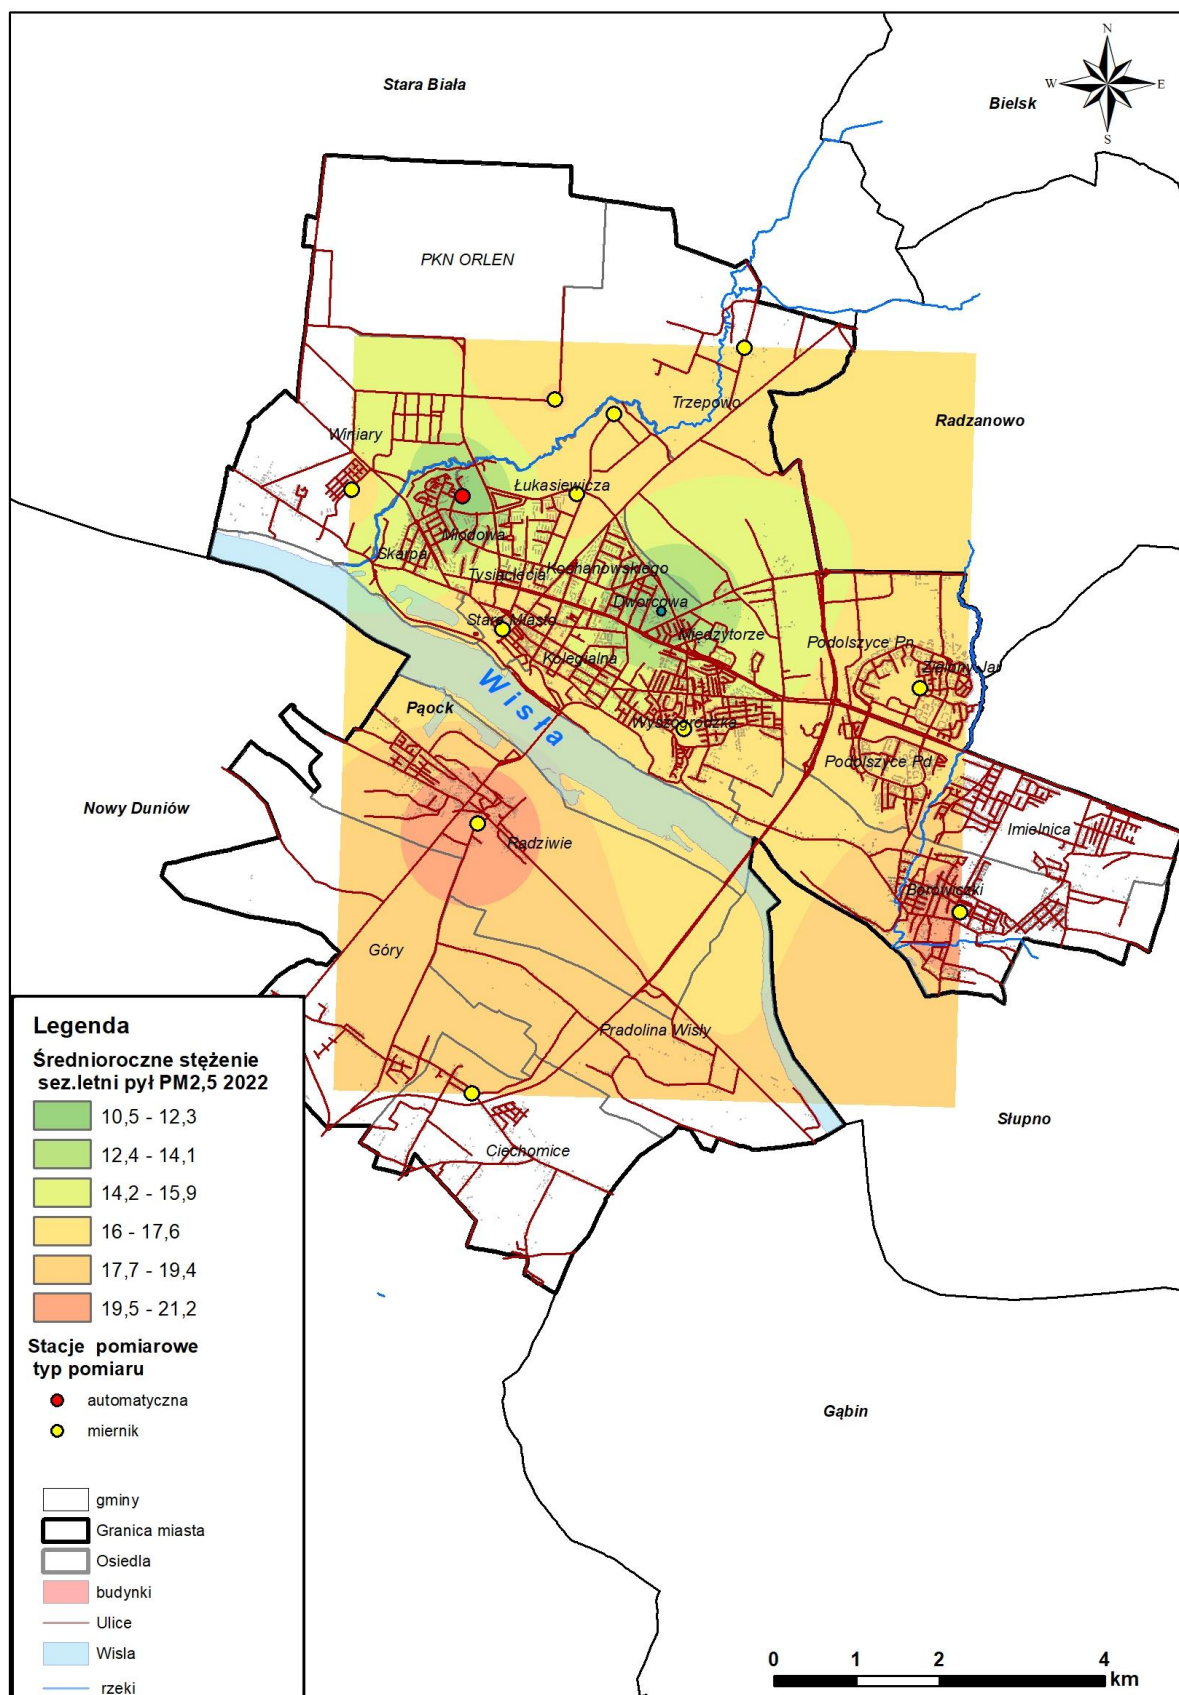 N
W
E
S
Stara Biała
Bielsk
PKN ORLEN
Trzepowo
Radzanowo
Winiary
Łukasiewicza
Młodowa
Skarpa
Tysiąclecia
Kochanowskiego
Dworcowa
Stare Miasto
Międzytorze
Kolegialna
Podolszyce Pn
Zielony Jar
Wisła
Pąock
Wyszogrodzka
Podolszyce Pd
Nowy Duniów
Radziwie
Imielnica
Borowiczki
Góry
Pradolina Wisły
Słupno
Ciechomice
Gąbin
Legenda
Średnioroczne stężenie
sez.letni pył PM2,5 2022
10,5 - 12,3
12,4 - 14,1
14,2 - 15,9
16 - 17,6
17,7 - 19,4
19,5 - 21,2
Stacje pomiarowe
typ pomiaru
automatyczna
miernik
gminy
Granica miasta
Osiedla
budynki
Ulice
Wisla
rzeki
0 1 2 4
km